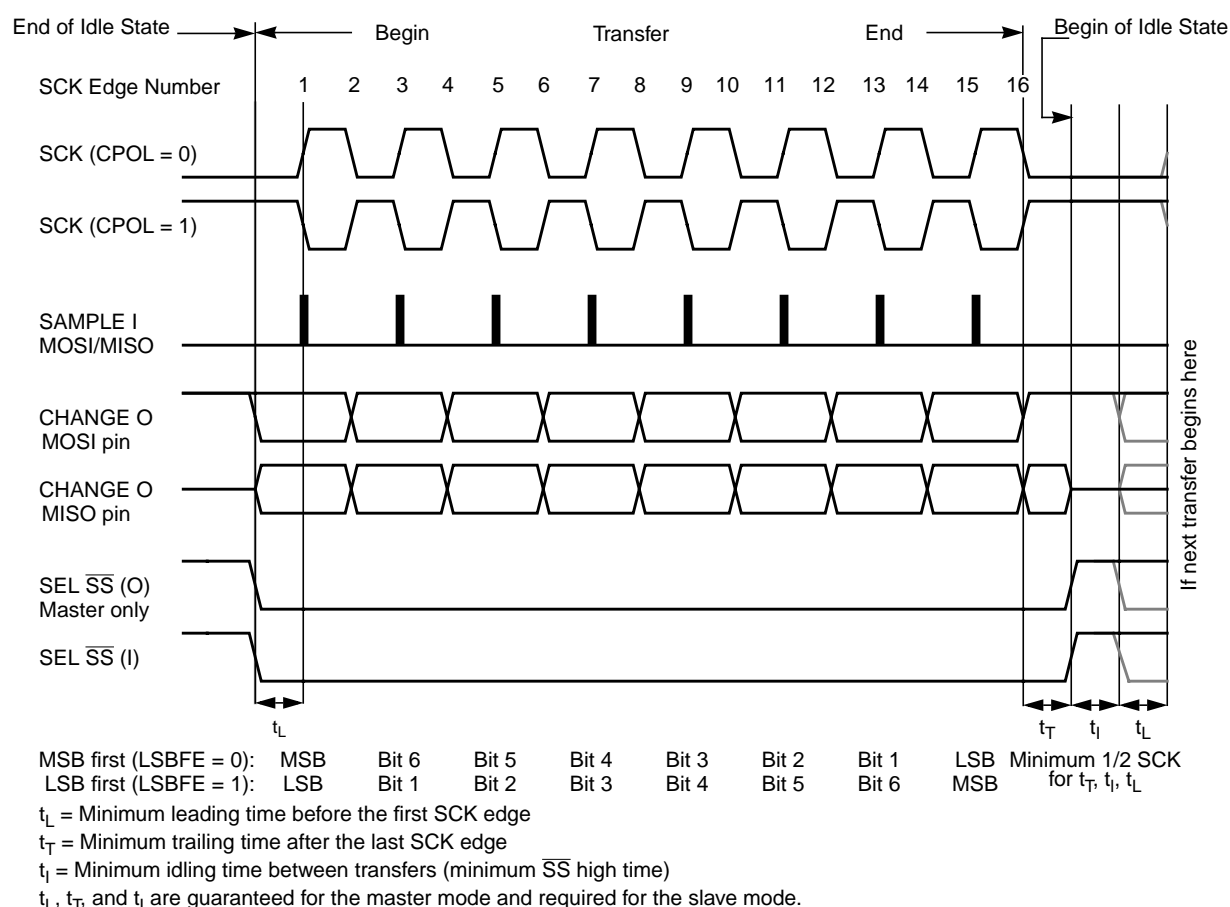 End of Idle State
Begin
Transfer
End
Begin of Idle State
SCK Edge Number
1 2 3 4 5 6 7 8 9 10 11 12 13 14 15 16
SCK (CPOL = 0)
SCK (CPOL = 1)
SAMPLE I
MOSI/MISO
CHANGE O
MOSI pin
CHANGE O
MISO pin
SEL S̅S̅ (O)
Master only
SEL S̅S̅ (I)
If next transfer begins here
tL
tT tI tL
MSB first (LSBFE = 0): MSB Bit 6 Bit 5 Bit 4 Bit 3 Bit 2 Bit 1 LSB Minimum 1/2 SCK
LSB first (LSBFE = 1): LSB Bit 1 Bit 2 Bit 3 Bit 4 Bit 5 Bit 6 MSB for tT, tI, tL
tL = Minimum leading time before the first SCK edge
tT = Minimum trailing time after the last SCK edge
tI = Minimum idling time between transfers (minimum S̅S̅ high time)
tL, tT, and tI are guaranteed for the master mode and required for the slave mode.